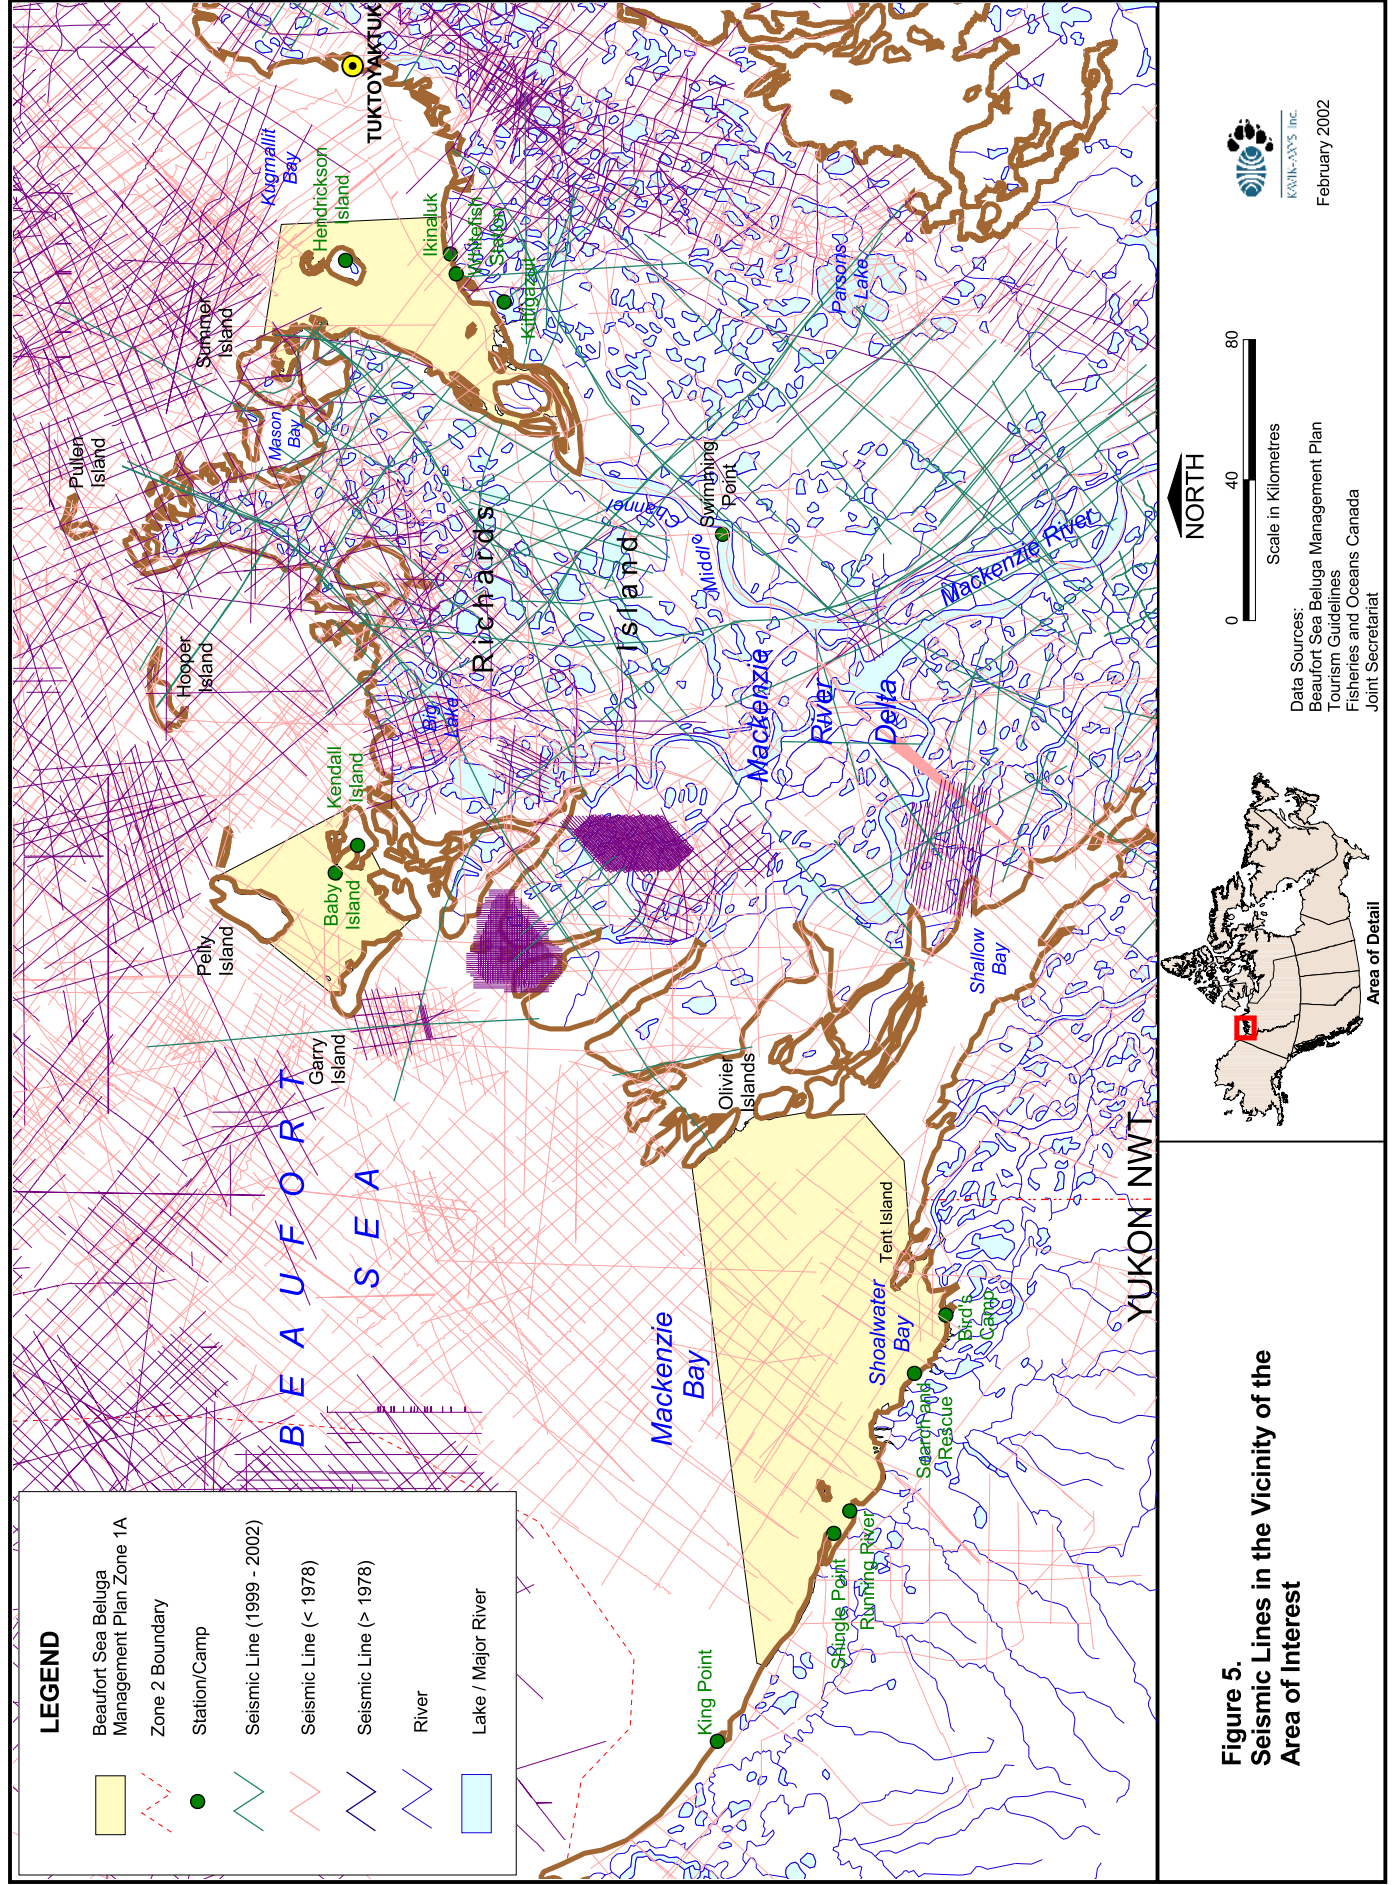 LEGEND
Beaufort Sea Beluga
Management Plan Zone 1A
Zone 2 Boundary
Station/Camp
Seismic Line (1999 - 2002)
Seismic Line (< 1978)
Seismic Line (> 1978)
River
Lake / Major River
BEAUFORT
SEA
Mackenzie
Bay
Shoalwater
Bay
Tent Island
King Point
Shingle Point
Running River
Search and
Rescue
Bird's
Camp
YUKON
NWT
Olivier
Islands
Shallow
Bay
Garry
Island
Pelly
Island
Baby
Island
Kendall
Island
Hooper
Island
Pullen
Island
Big
Lake
Richards
Island
Mackenzie
River
Delta
Mackenzie River
Middle
Channel
Swimming
Point
Mason
Bay
Summer
Island
Hendrickson
Island
Kugmallit
Bay
TUKTOYAKTUK
Ikinaluk
Whitefish
Station
Kittigazuit
Parsons
Lake
Figure 5.
Seismic Lines in the Vicinity of the
Area of Interest
Area of Detail
NORTH
0
40
80
Scale in Kilometres
Data Sources:
Beaufort Sea Beluga Management Plan
Tourism Guidelines
Fisheries and Oceans Canada
Joint Secretariat
KAVIK-AXYS Inc.
February 2002